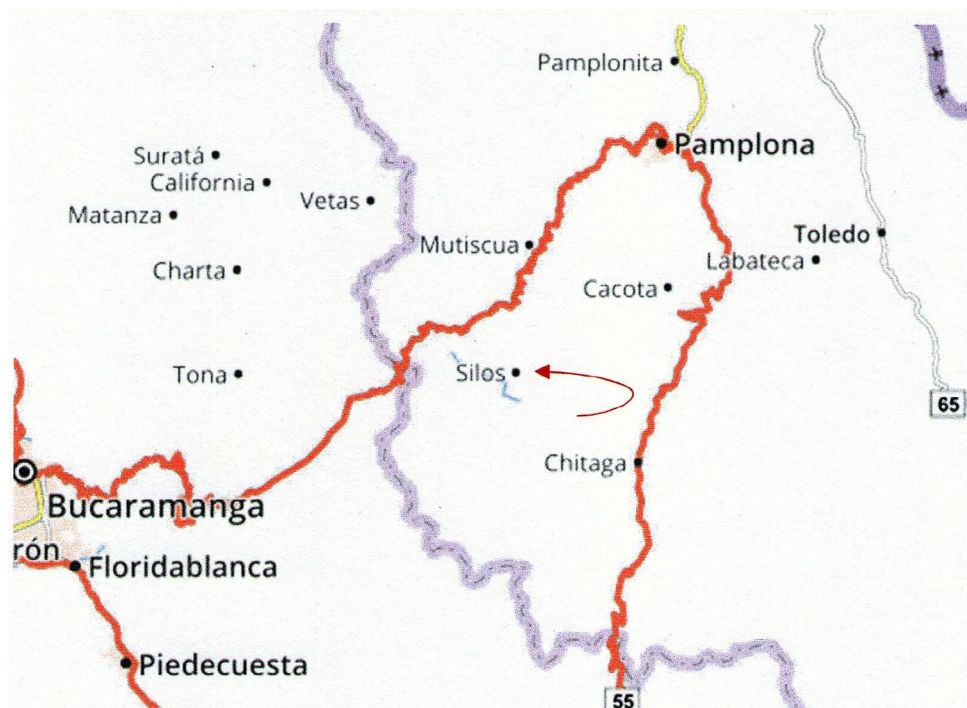 Pamplonita
Pamplona
Suratá
California
Vetas
Matanza
Mutiscua
Toledo
Labateca
Charta
Cacota
Tona
Silos
65
Chitaga
Bucaramanga
rón
Floridablanca
Piedecuesta
55